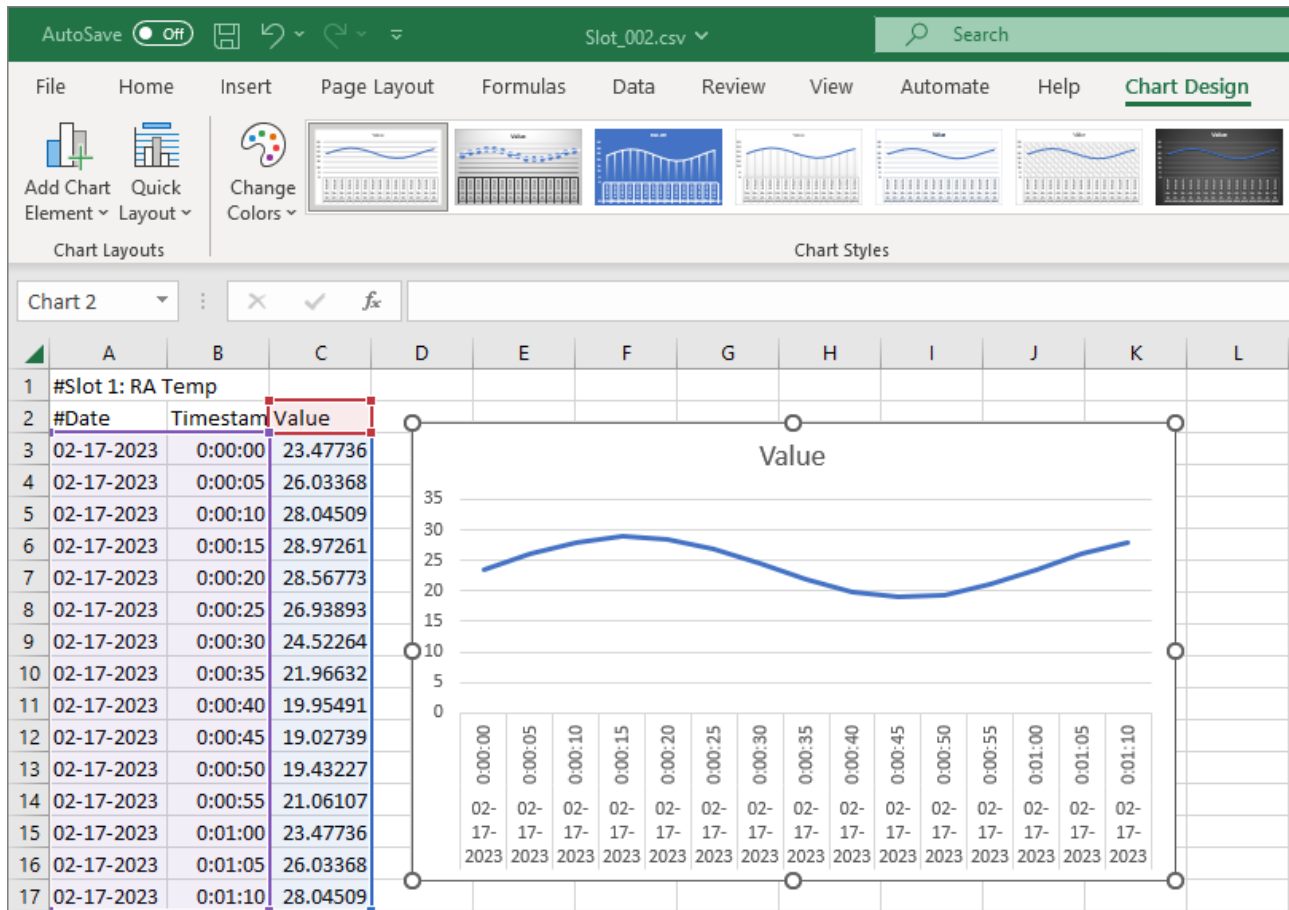 AutoSave Off Slot_002.csv Search
File Home Insert Page Layout Formulas Data Review View Automate Help Chart Design
Add Chart Element Quick Layout Change Colors
Chart Layouts Chart Styles
Chart 2 fx
A B C D E F G H I J K L
1 #Slot 1: RA Temp
2 #Date Timestam Value
3 02-17-2023 0:00:00 23.47736
4 02-17-2023 0:00:05 26.03368
5 02-17-2023 0:00:10 28.04509
6 02-17-2023 0:00:15 28.97261
7 02-17-2023 0:00:20 28.56773
8 02-17-2023 0:00:25 26.93893
9 02-17-2023 0:00:30 24.52264
10 02-17-2023 0:00:35 21.96632
11 02-17-2023 0:00:40 19.95491
12 02-17-2023 0:00:45 19.02739
13 02-17-2023 0:00:50 19.43227
14 02-17-2023 0:00:55 21.06107
15 02-17-2023 0:01:00 23.47736
16 02-17-2023 0:01:05 26.03368
17 02-17-2023 0:01:10 28.04509
Value
35
30
25
20
15
10
5
0
0:00:00 0:00:05 0:00:10 0:00:15 0:00:20 0:00:25 0:00:30 0:00:35 0:00:40 0:00:45 0:00:50 0:00:55 0:01:00 0:01:05 0:01:10
02- 02- 02- 02- 02- 02- 02- 02- 02- 02- 02- 02- 02- 02- 02-
17- 17- 17- 17- 17- 17- 17- 17- 17- 17- 17- 17- 17- 17- 17-
2023 2023 2023 2023 2023 2023 2023 2023 2023 2023 2023 2023 2023 2023 2023